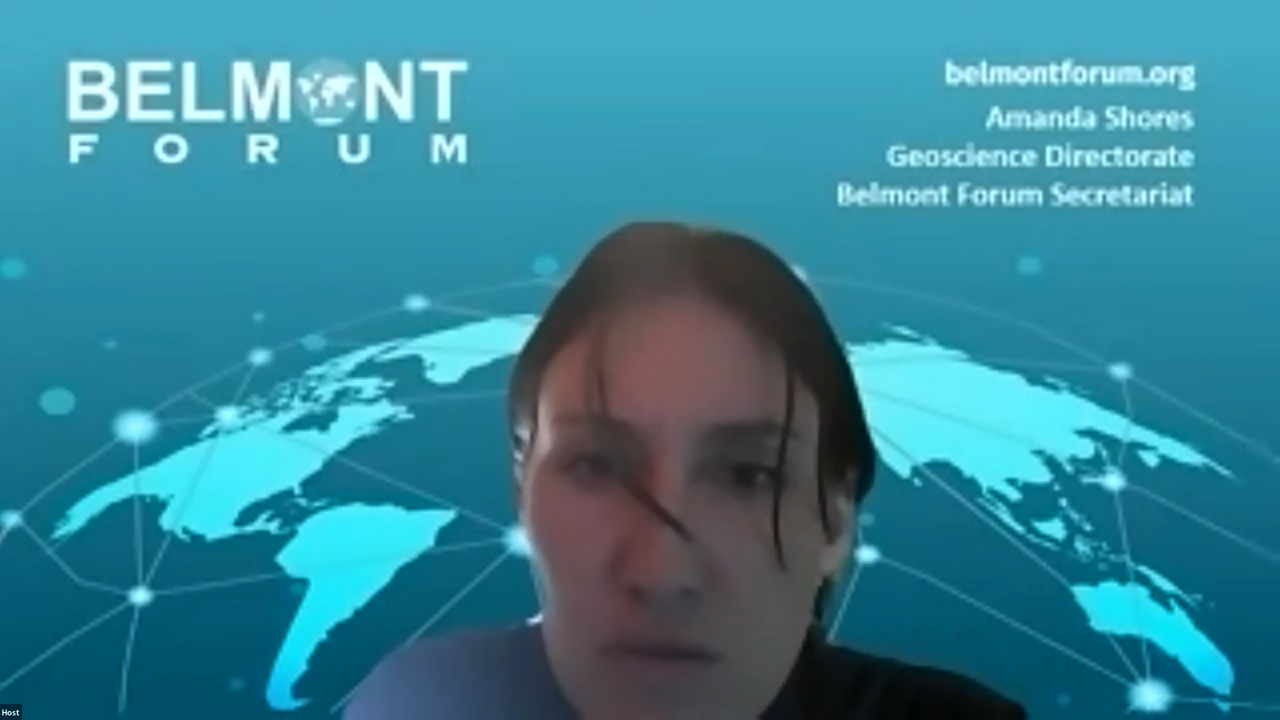 BELMONT
FORUM
belmontforum.org
Amanda Shores
Geoscience Directorate
Belmont Forum Secretariat
Host